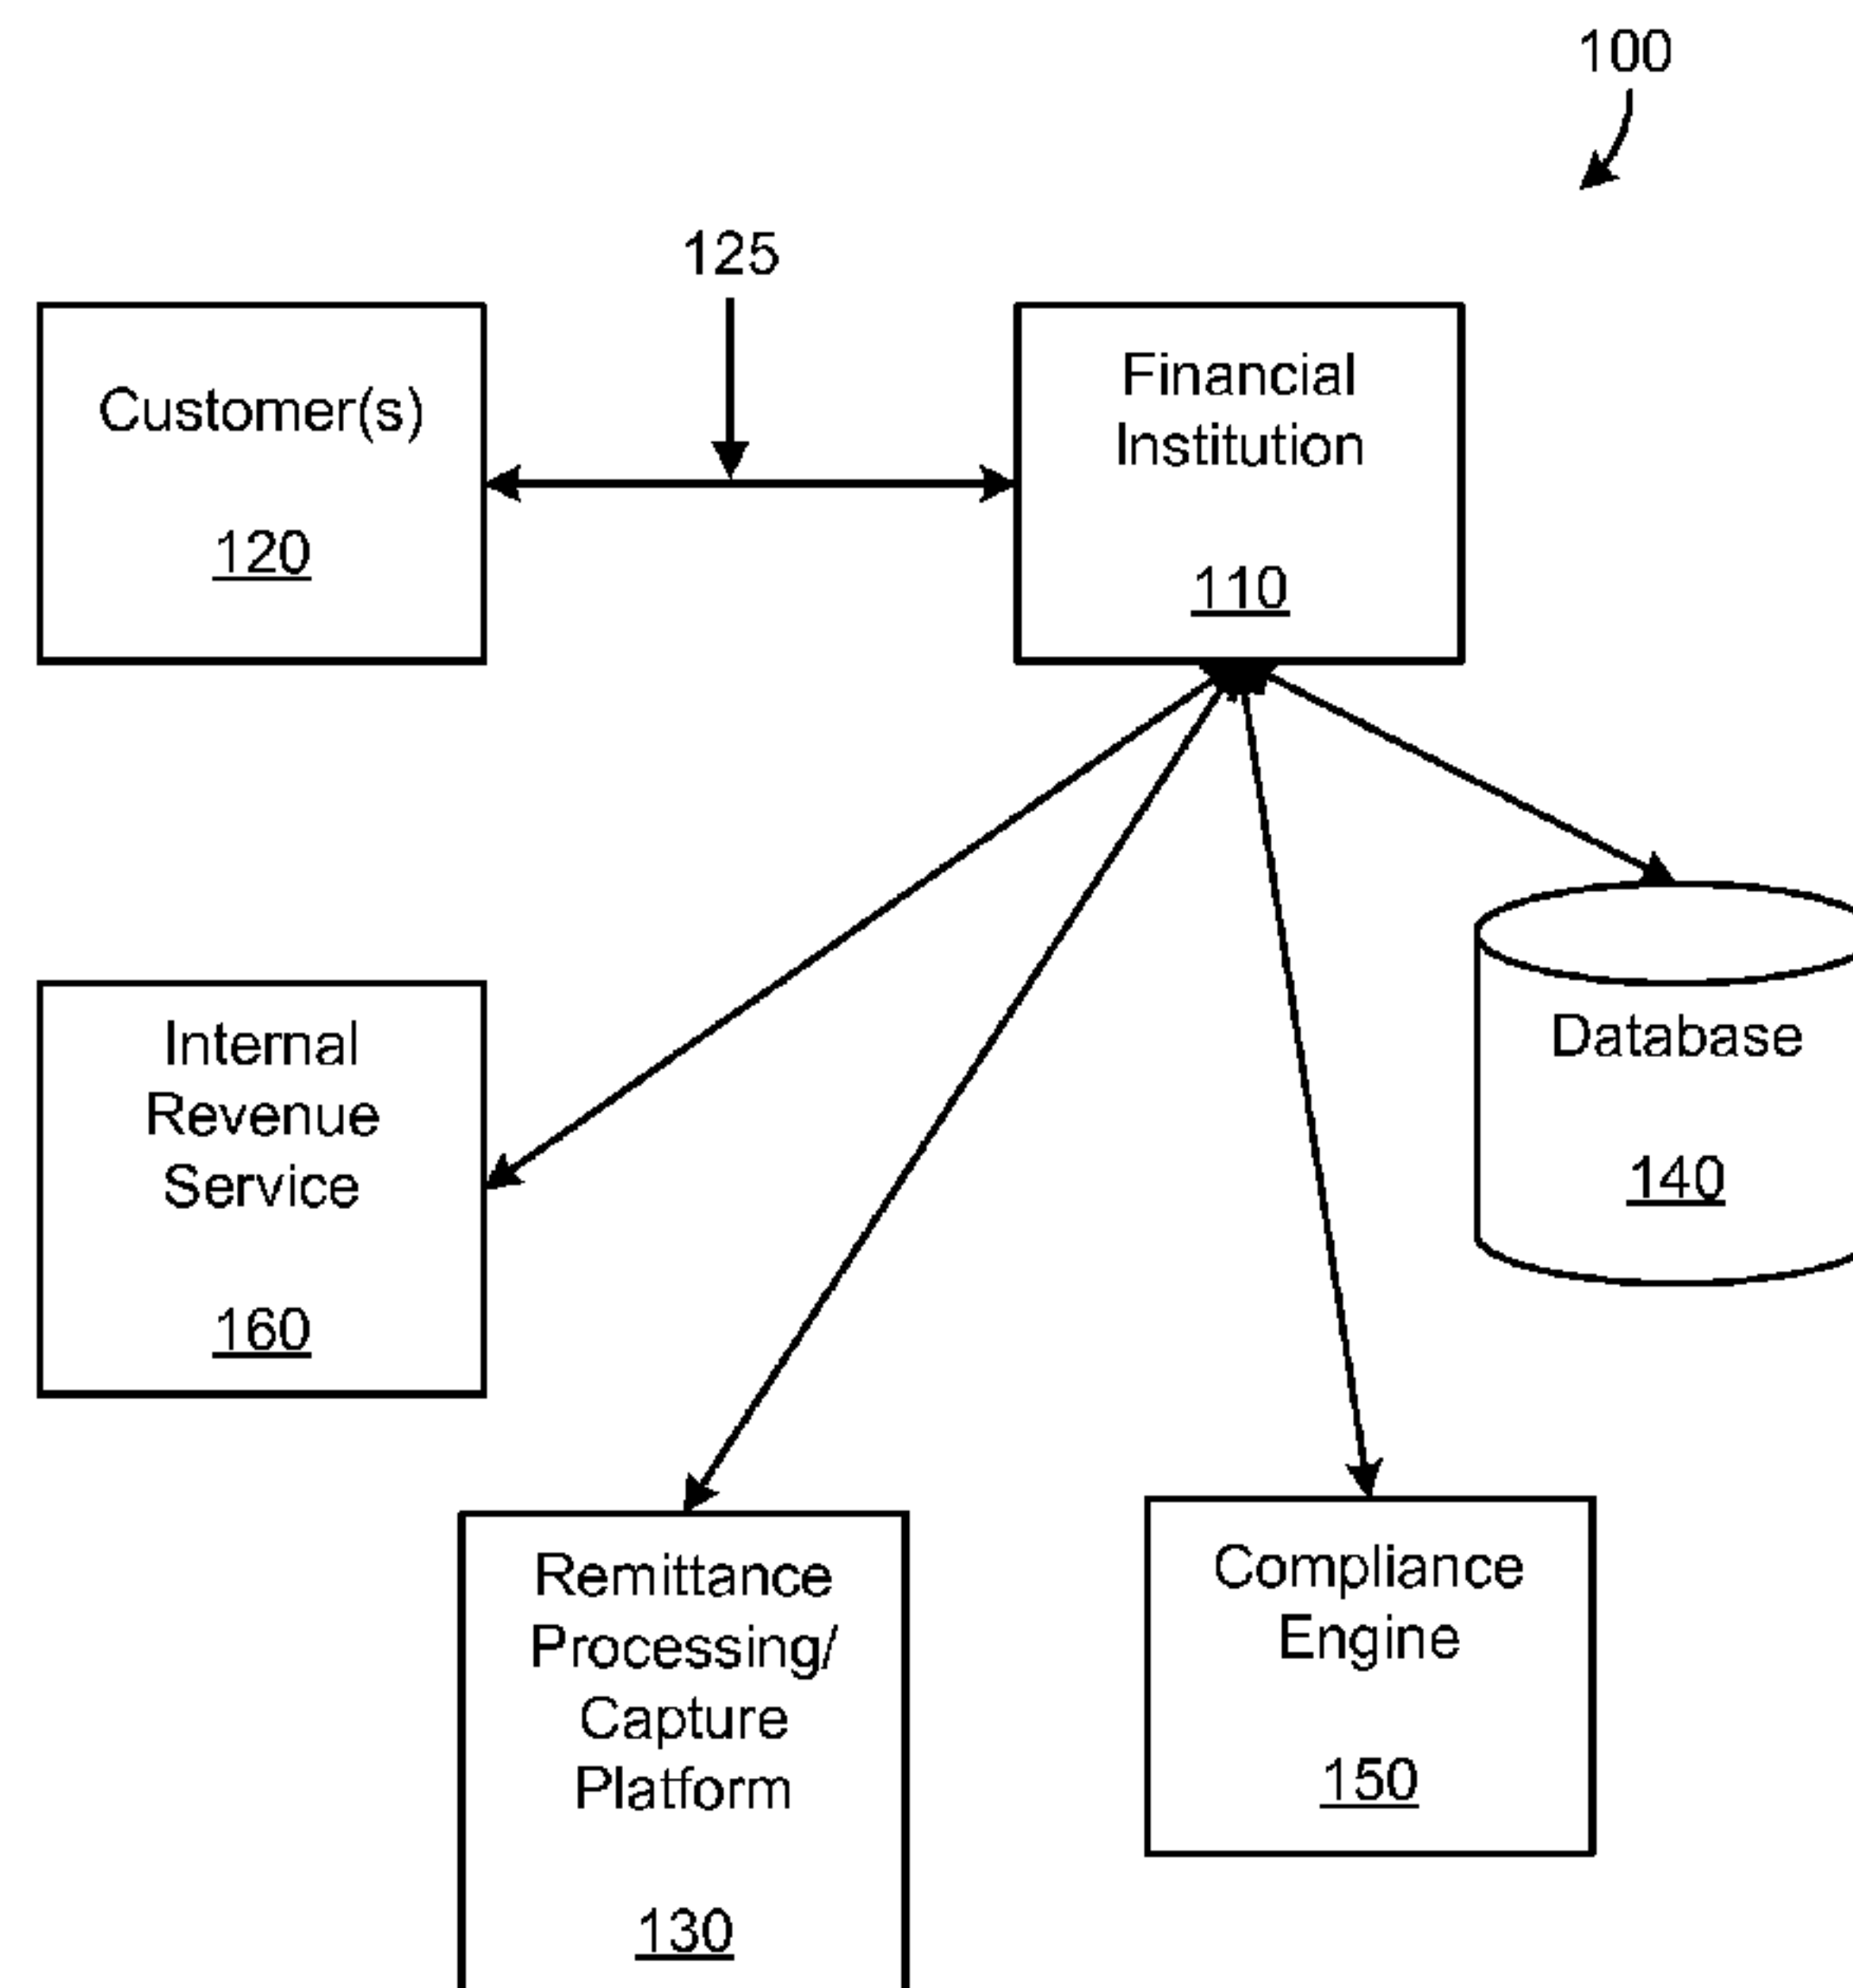 100
125
Customer(s)
120
Financial
Institution
110
Internal
Revenue
Service
160
Database
140
Remittance
Processing/
Capture
Platform
130
Compliance
Engine
150